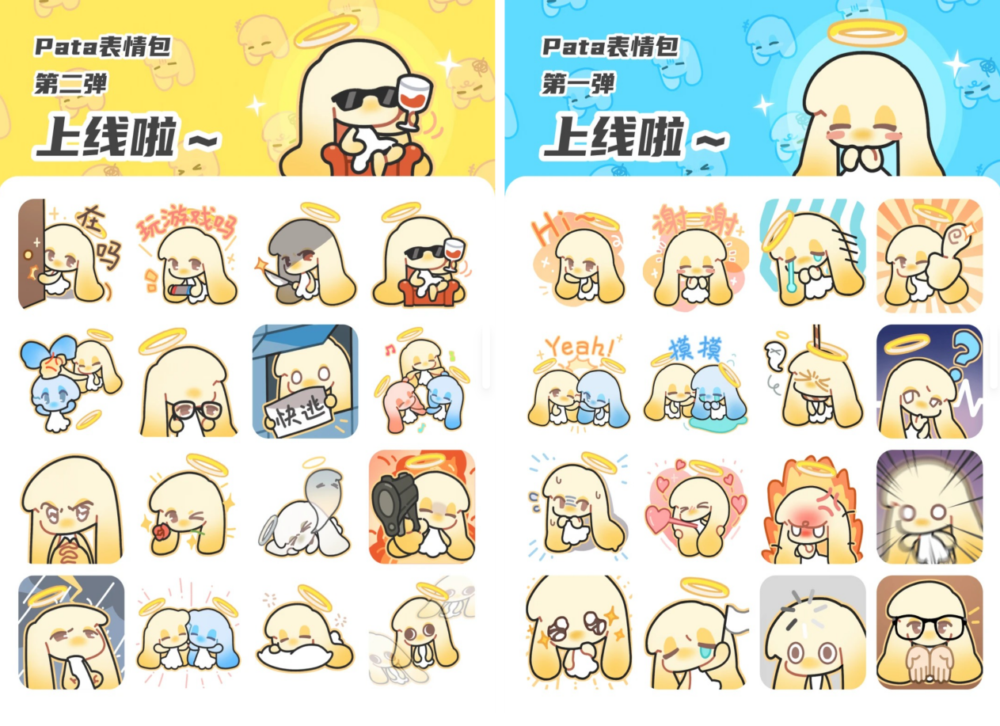 Pata表情包
第二弹
上线啦~
在
吗
玩游戏吗
快逃
Pata表情包
第一弹
上线啦~
Hi~
谢谢
Yeah!
摸摸
?